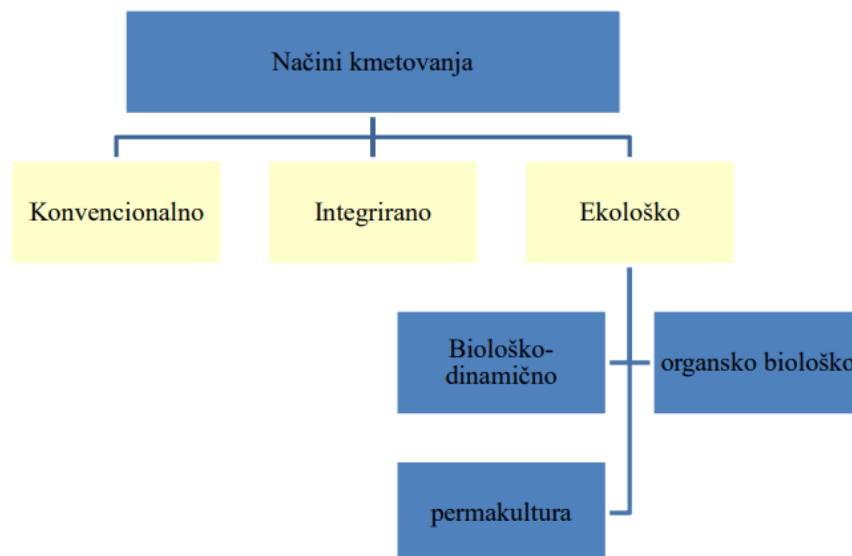 Načini kmetovanja
Konvencionalno
Integrirano
Ekološko
Biološko-
dinamično
organsko biološko
permakultura